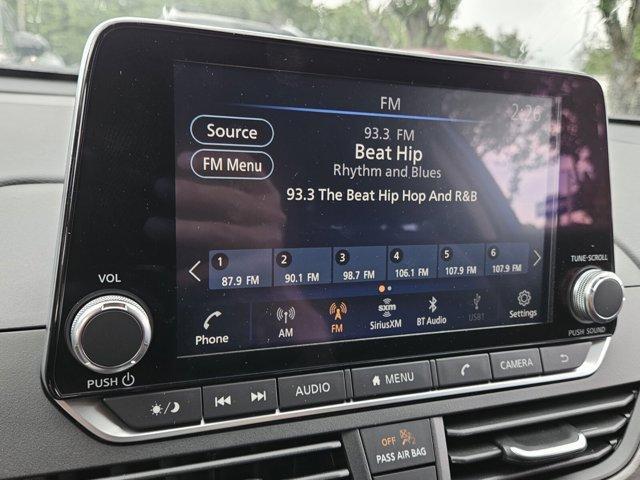 FM
2:26
Source
93.3 FM
Beat Hip
FM Menu
Rhythm and Blues
93.3 The Beat Hip Hop And R&B
1 2 3 4 5 6
87.9 FM 90.1 FM 98.7 FM 106.1 FM 107.9 FM 107.9 FM
Phone AM FM sxm SiriusXM BT Audio USB1 Settings
VOL
PUSH
TUNE·SCROLL
PUSH SOUND
AUDIO MENU CAMERA
OFF
PASS AIR BAG